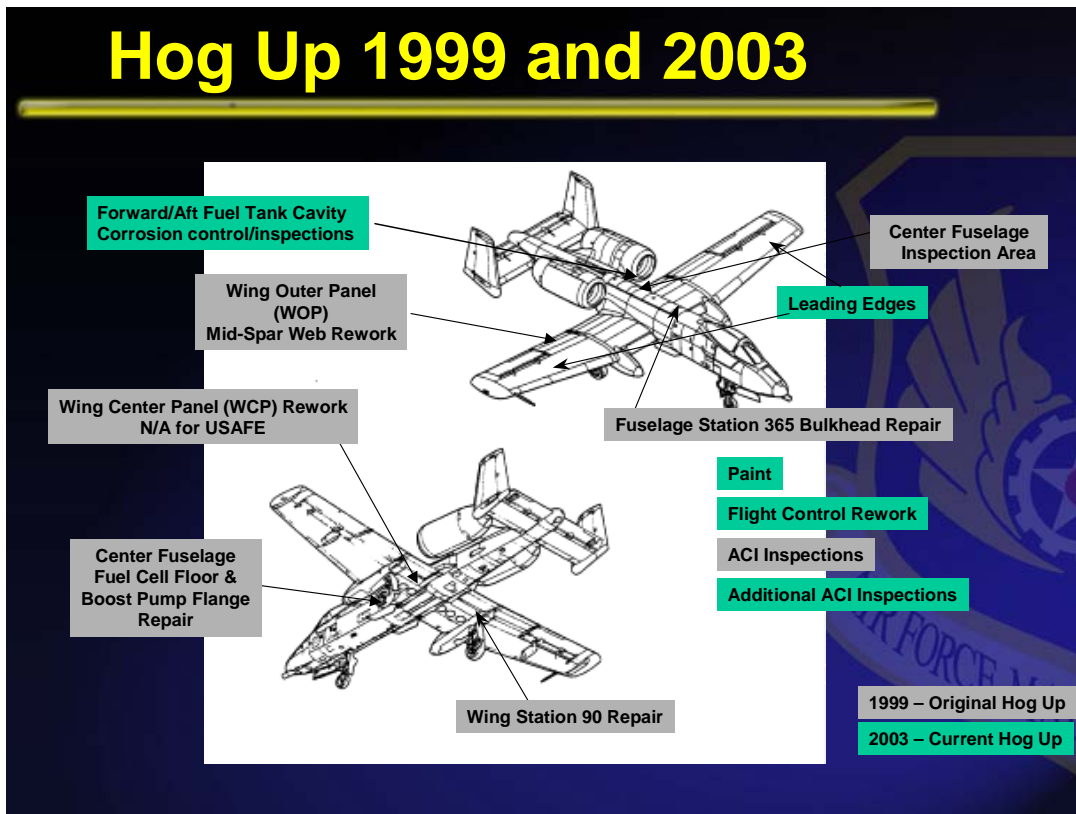 Hog Up 1999 and 2003
Forward/Aft Fuel Tank Cavity
Corrosion control/inspections
Center Fuselage
Inspection Area
Wing Outer Panel
(WOP)
Mid-Spar Web Rework
Leading Edges
Wing Center Panel (WCP) Rework
N/A for USAFE
Fuselage Station 365 Bulkhead Repair
Paint
Flight Control Rework
ACI Inspections
Additional ACI Inspections
Center Fuselage
Fuel Cell Floor &
Boost Pump Flange
Repair
Wing Station 90 Repair
1999 – Original Hog Up
2003 – Current Hog Up
AIR FORCE